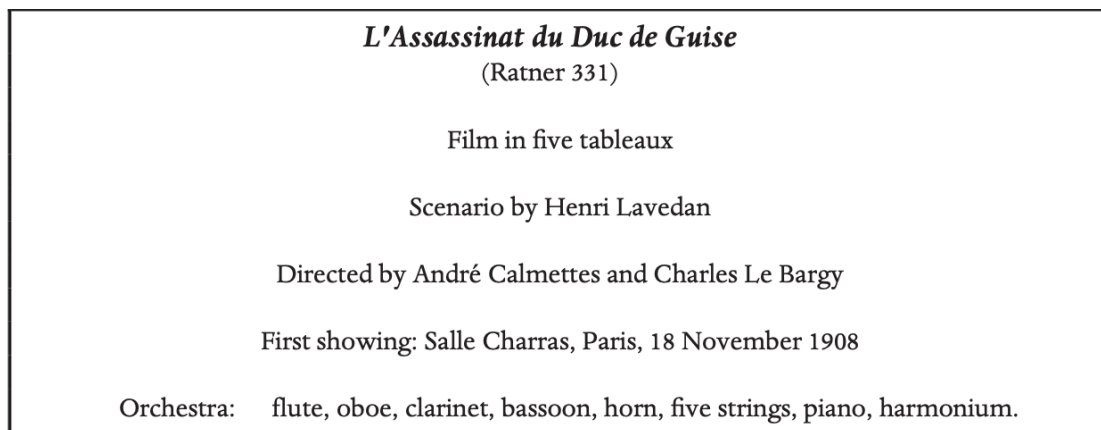 L'Assassinat du Duc de Guise
(Ratner 331)
Film in five tableaux
Scenario by Henri Lavedan
Directed by André Calmettes and Charles Le Bargy
First showing: Salle Charras, Paris, 18 November 1908
Orchestra: flute, oboe, clarinet, bassoon, horn, five strings, piano, harmonium.